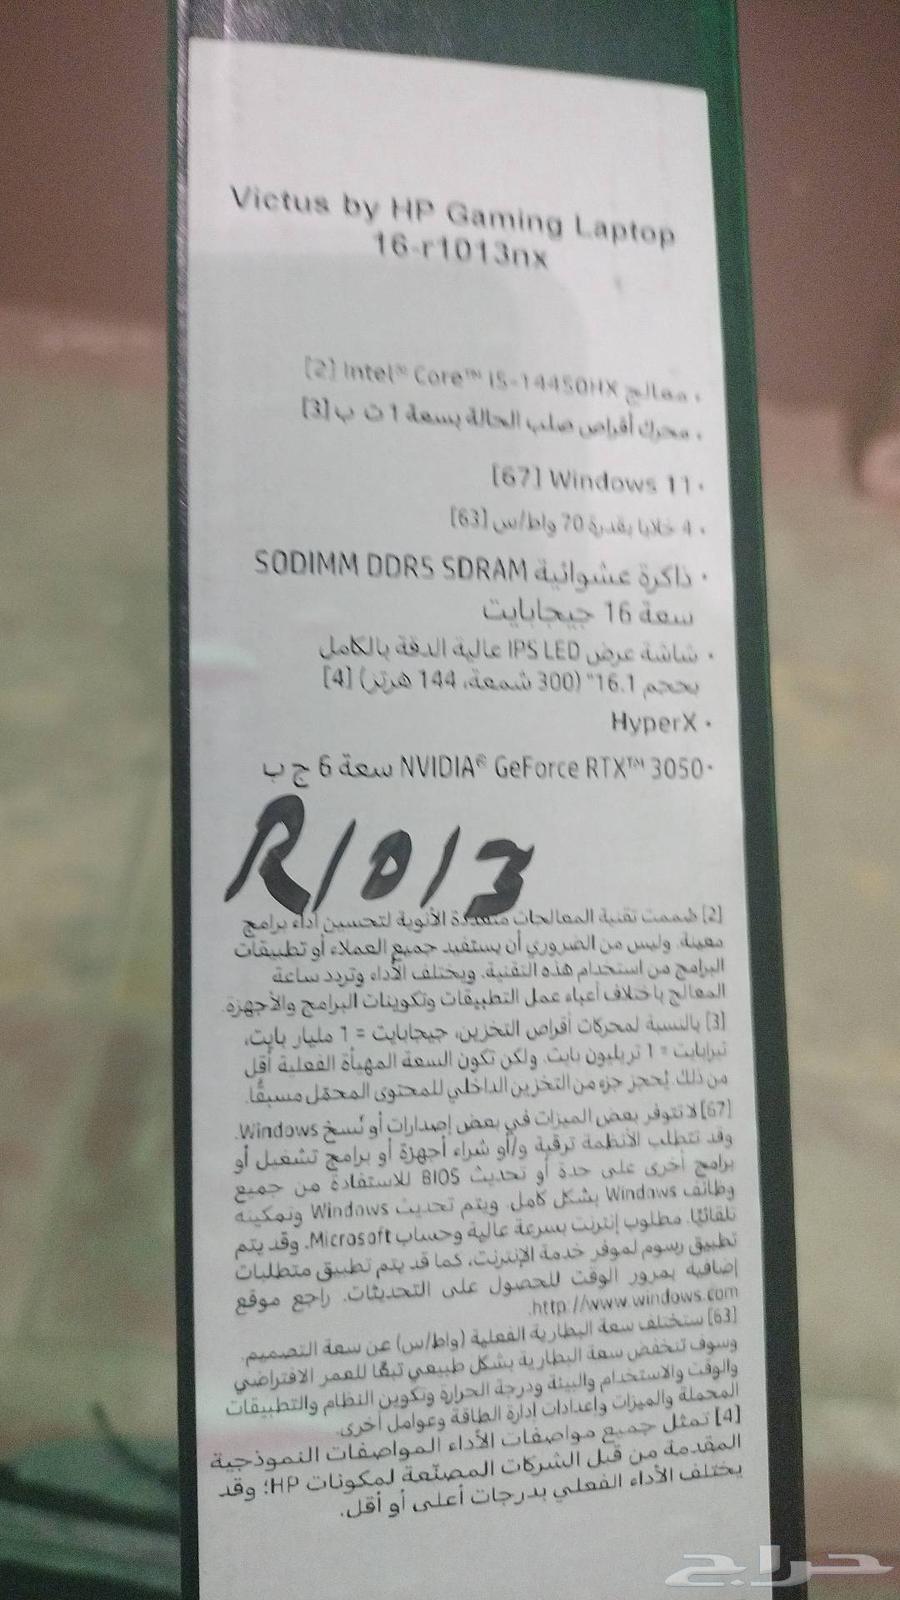 Victus by HP Gaming Laptop
16-r1013nx
• معالج Intel® Core™ i5-14450HX [2]
• محرك أقراص صلب الحالة بسعة 1 ت ب [3]
• Windows 11 [67]
• 4 خلايا بقدرة 70 واط/س [63]
• ذاكرة عشوائية SODIMM DDR5 SDRAM
سعة 16 جيجابايت
• شاشة عرض IPS LED عالية الدقة بالكامل
بحجم 16.1" (300 شمعة، 144 هرتز) [4]
• HyperX
• NVIDIA® GeForce RTX™ 3050 سعة 6 ج ب
R1013
[2] صممت تقنية المعالجات متعددة الأنوية لتحسين أداء برامج
معينة. وليس من الضروري أن يستفيد جميع العملاء أو تطبيقات
البرامج من استخدام هذه التقنية. ويختلف الأداء وتردد ساعة
المعالج باختلاف أعباء عمل التطبيقات وتكوينات البرامج والأجهزة.
[3] بالنسبة لمحركات أقراص التخزين، جيجابايت = 1 مليار بايت،
تيرابايت = 1 تريليون بايت. ولكن تكون السعة المهيأة الفعلية أقل
من ذلك. يُحجز جزء من التخزين الداخلي للمحتوى المحمّل مسبقًا.
[67] لا تتوفر بعض الميزات في بعض إصدارات أو نُسخ Windows.
وقد تتطلب الأنظمة ترقية و/أو شراء أجهزة أو برامج تشغيل أو
برامج أخرى على حدة أو تحديث BIOS للاستفادة من جميع
وظائف Windows بشكل كامل. ويتم تحديث Windows وتمكينه
تلقائيًا. مطلوب إنترنت بسرعة عالية وحساب Microsoft. وقد يتم
تطبيق رسوم لموفر خدمة الإنترنت، كما قد يتم تطبيق متطلبات
إضافية بمرور الوقت للحصول على التحديثات. راجع موقع
http://www.windows.com.
[63] ستختلف سعة البطارية الفعلية (واط/س) عن سعة التصميم.
وسوف تنخفض سعة البطارية بشكل طبيعي تبعًا للعمر الافتراضي
والوقت والاستخدام والبيئة ودرجة الحرارة وتكوين النظام والتطبيقات
المحملة والميزات وإعدادات إدارة الطاقة وعوامل أخرى.
[4] تمثل جميع مواصفات الأداء المواصفات النموذجية
المقدمة من قبل الشركات المصنّعة لمكونات HP؛ وقد
يختلف الأداء الفعلي بدرجات أعلى أو أقل.
حراج